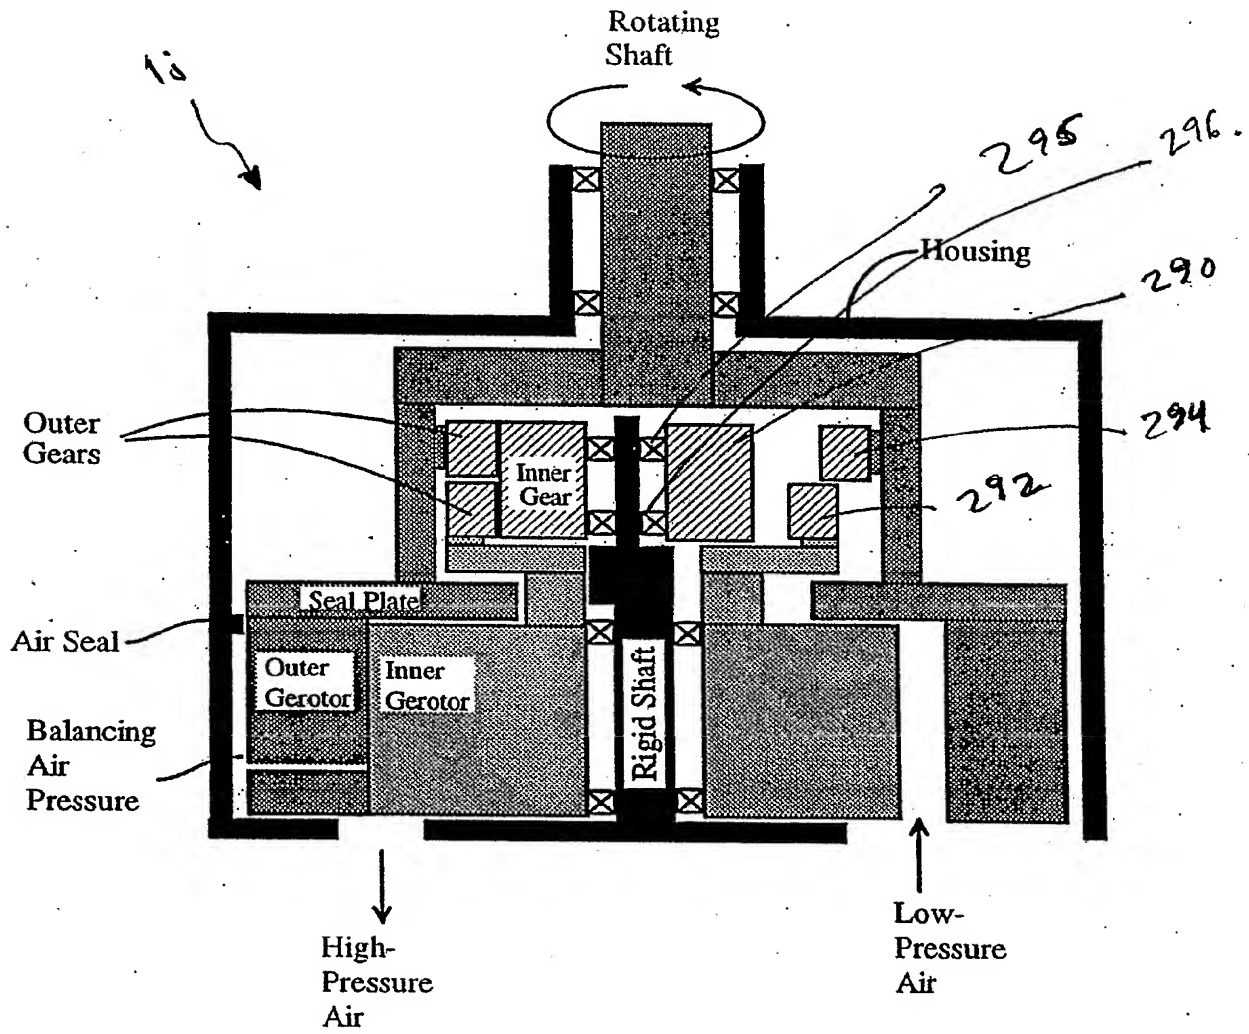 Rotating
Shaft
1j
295
296.
Housing
290
Outer
Gears
Inner
Gear
294
292
Seal Plate
Air Seal
Outer
Gerotor
Inner
Gerotor
Rigid Shaft
Balancing
Air
Pressure
High-
Pressure
Air
Low-
Pressure
Air